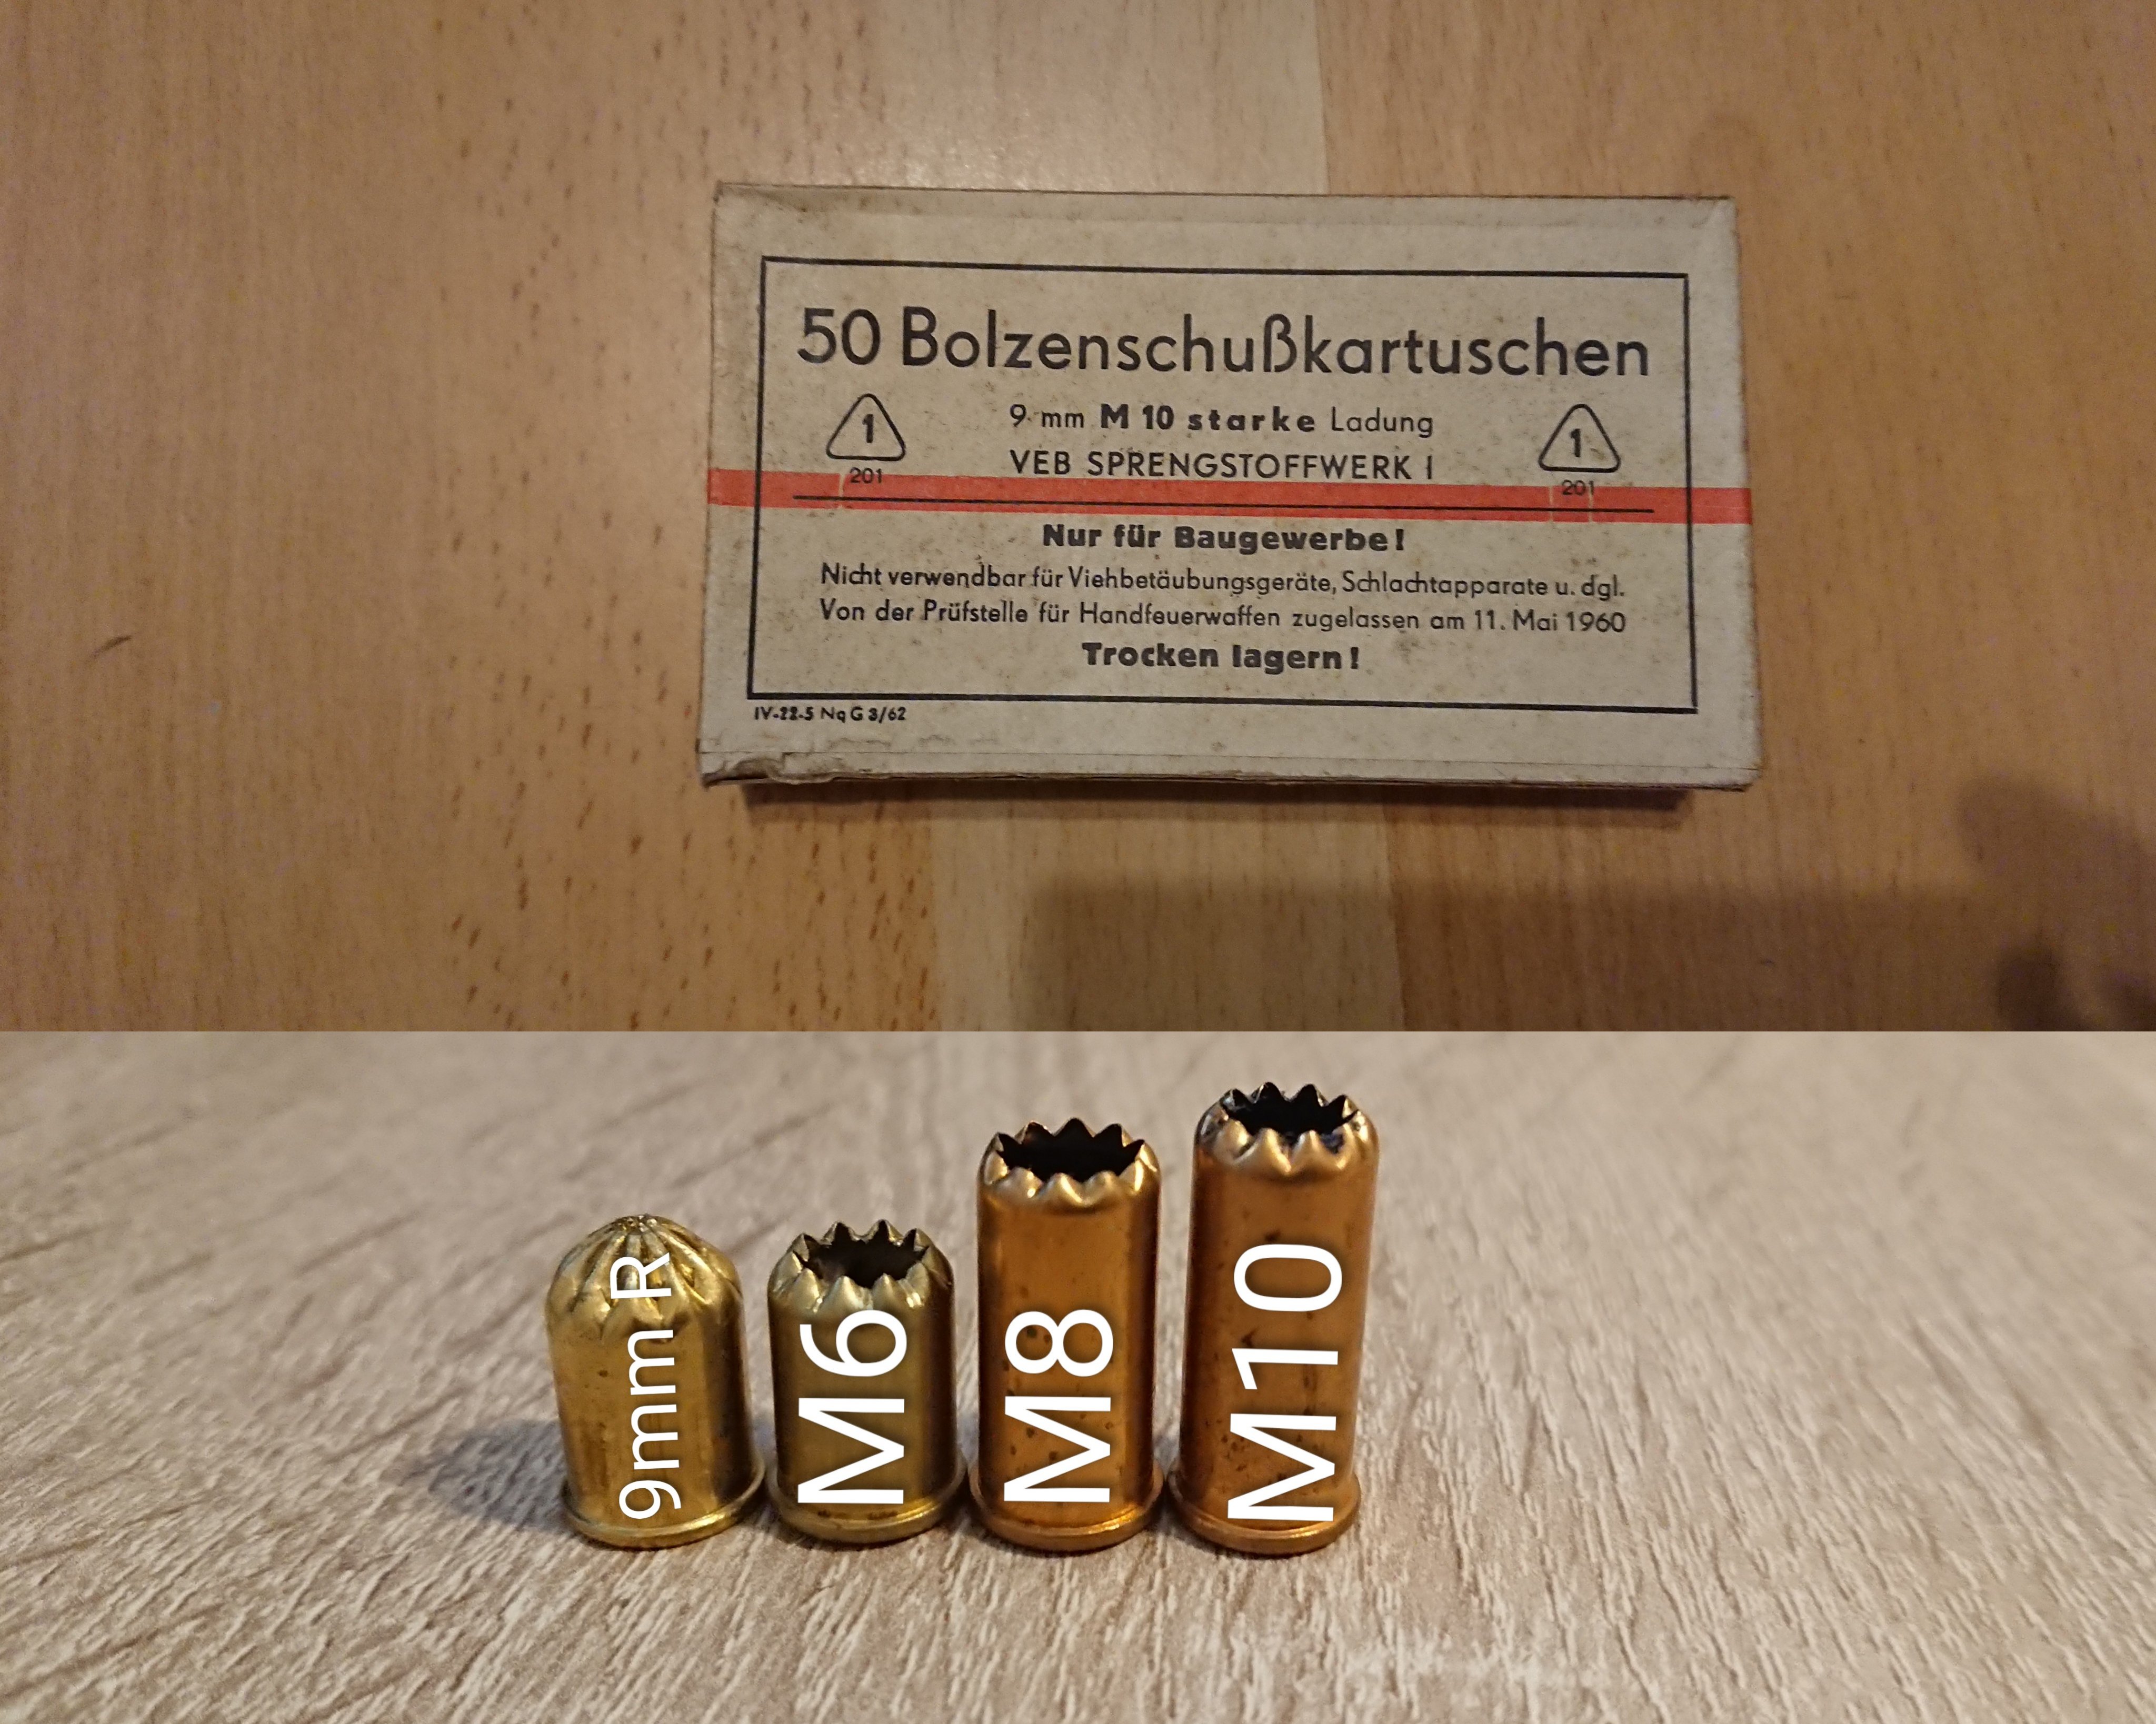 50 Bolzenschußkartuschen
1
201
9 mm M 10 starke Ladung
VEB SPRENGSTOFFWERK I
1
201
Nur für Baugewerbe!
Nicht verwendbar für Viehbetäubungsgeräte, Schlachtapparate u. dgl.
Von der Prüfstelle für Handfeuerwaffen zugelassen am 11. Mai 1960
Trocken lagern!
IV-22-5 Nq G 3/62
9mm R
M6
M8
M10